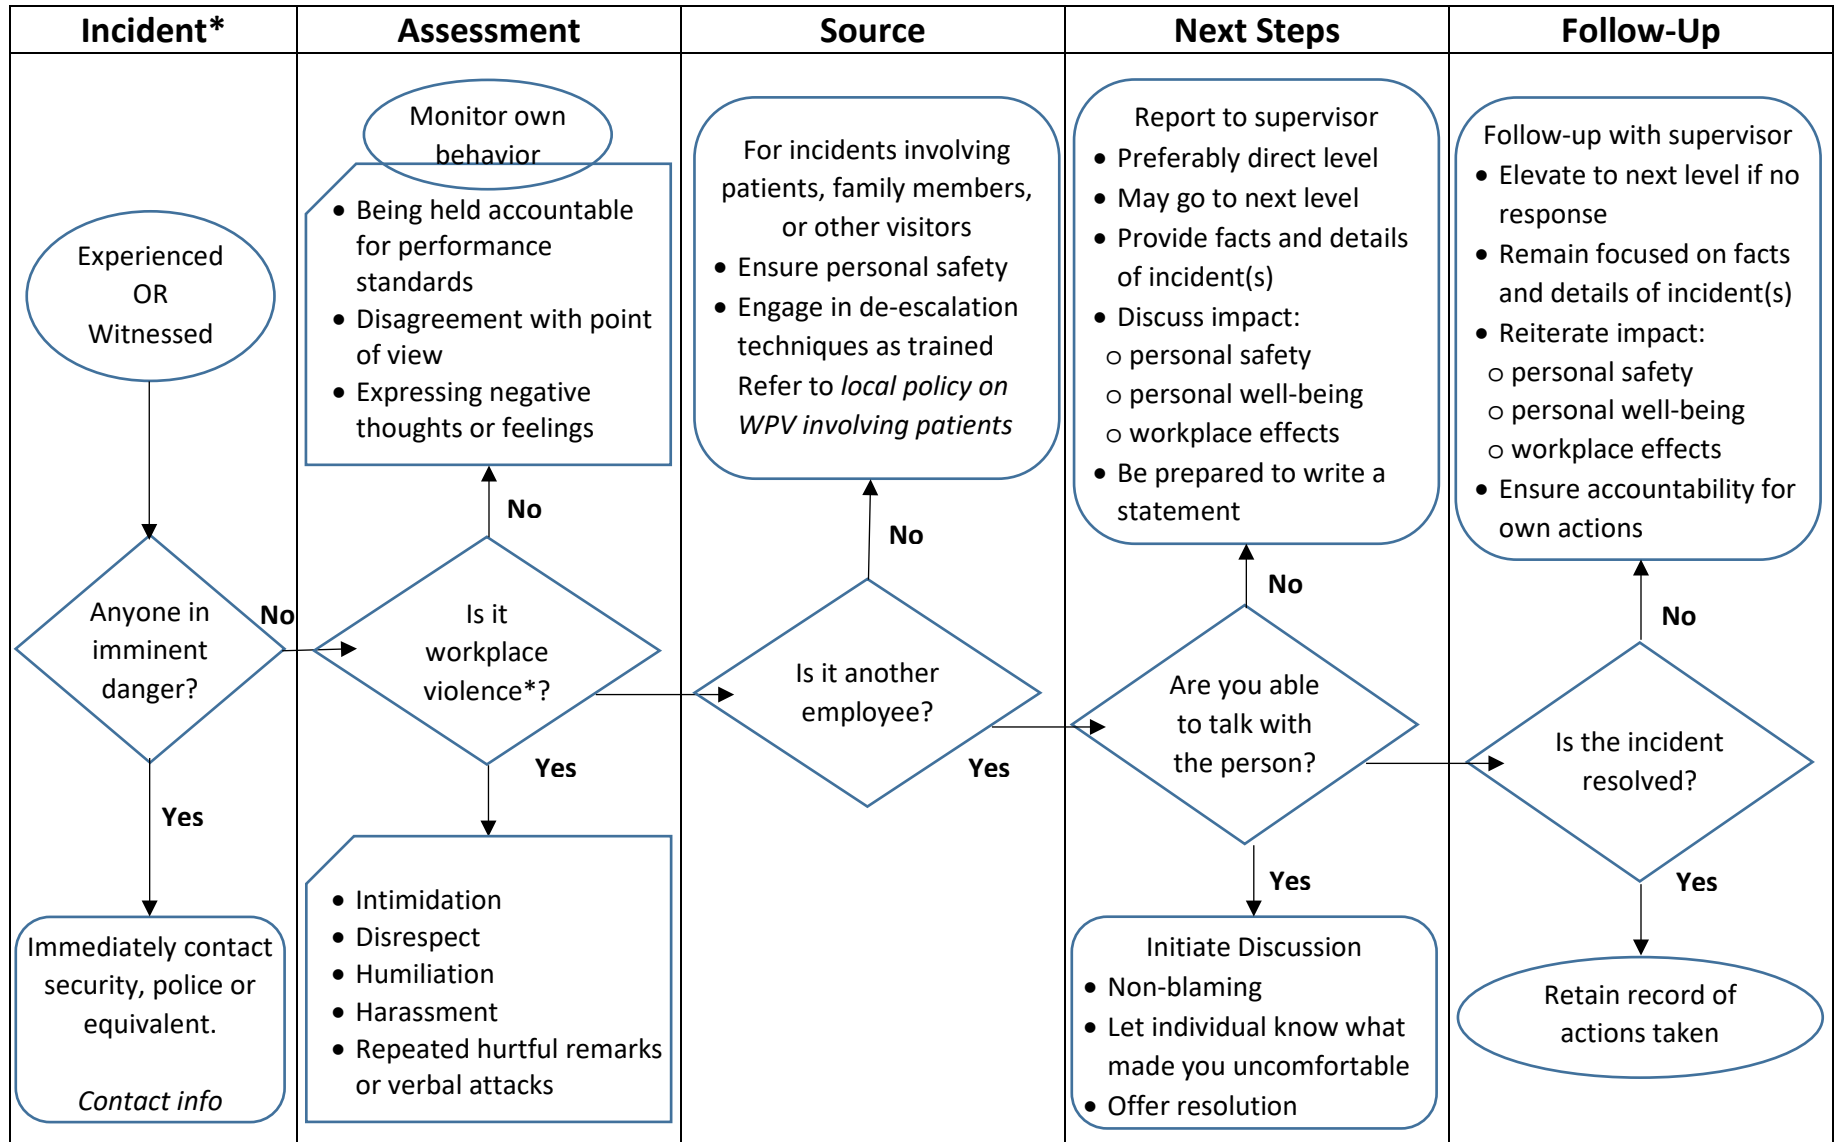 Incident*
Assessment
Source
Next Steps
Follow-Up
Experienced
OR
Witnessed
Anyone in
imminent
danger?
No
Yes
Immediately contact
security, police or
equivalent.
Contact info
Monitor own
behavior
• Being held accountable
for performance
standards
• Disagreement with point
of view
• Expressing negative
thoughts or feelings
No
Is it
workplace
violence*?
Yes
• Intimidation
• Disrespect
• Humiliation
• Harassment
• Repeated hurtful remarks
or verbal attacks
For incidents involving
patients, family members,
or other visitors
• Ensure personal safety
• Engage in de-escalation
techniques as trained
Refer to local policy on
WPV involving patients
No
Is it another
employee?
Yes
Report to supervisor
• Preferably direct level
• May go to next level
• Provide facts and details
of incident(s)
• Discuss impact:
o personal safety
o personal well-being
o workplace effects
• Be prepared to write a
statement
No
Are you able
to talk with
the person?
Yes
Initiate Discussion
• Non-blaming
• Let individual know what
made you uncomfortable
• Offer resolution
Follow-up with supervisor
• Elevate to next level if no
response
• Remain focused on facts
and details of incident(s)
• Reiterate impact:
o personal safety
o personal well-being
o workplace effects
• Ensure accountability for
own actions
No
Is the incident
resolved?
Yes
Retain record of
actions taken